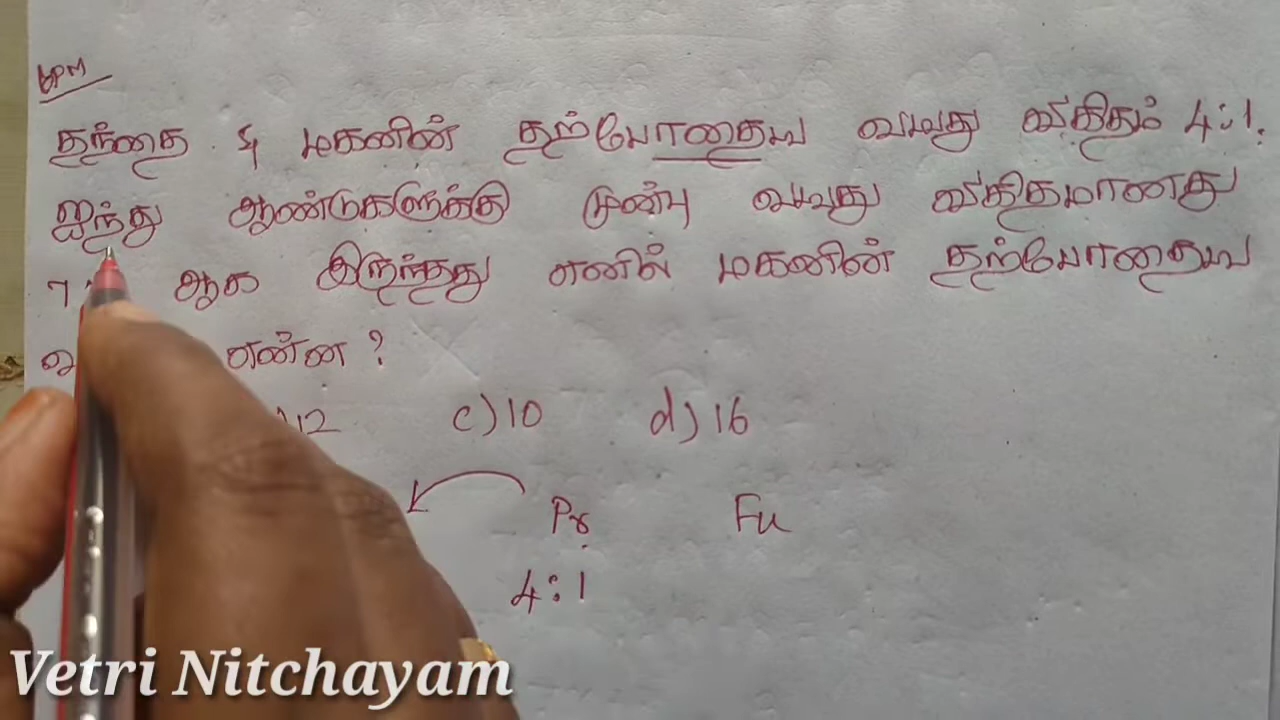 6PM
தந்தை & மகனின் தற்போதைய வயது விகிதம் 4:1.
ஐந்து ஆண்டுகளுக்கு முன்பு வயது விகிதமானது
7 ஆக இருந்தது எனில் மகனின் தற்போதைய
என்ன ?
12 c) 10 d) 16
Pr Fu
4:1
Vetri Nitchayam